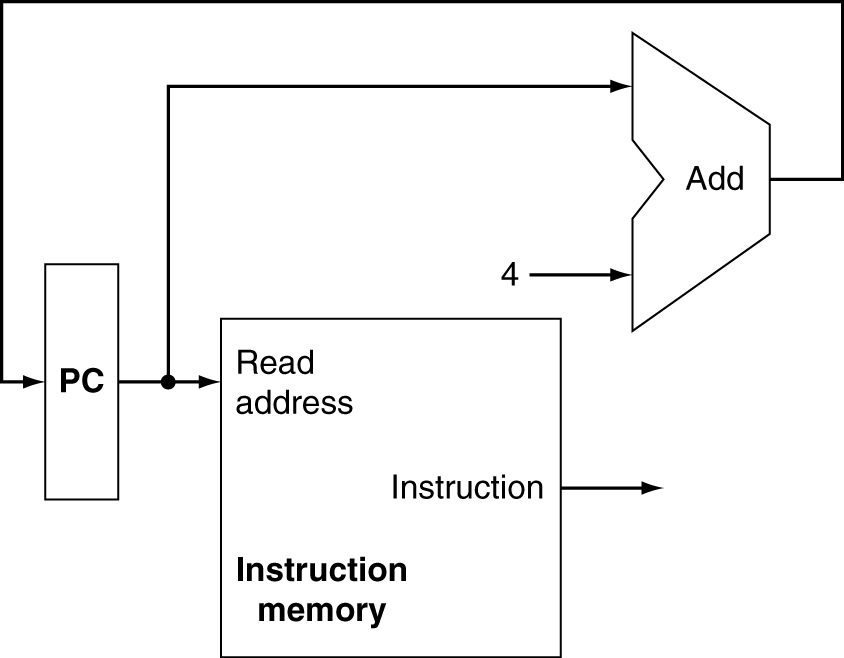 Add
4
PC
Read
address
Instruction
Instruction
memory